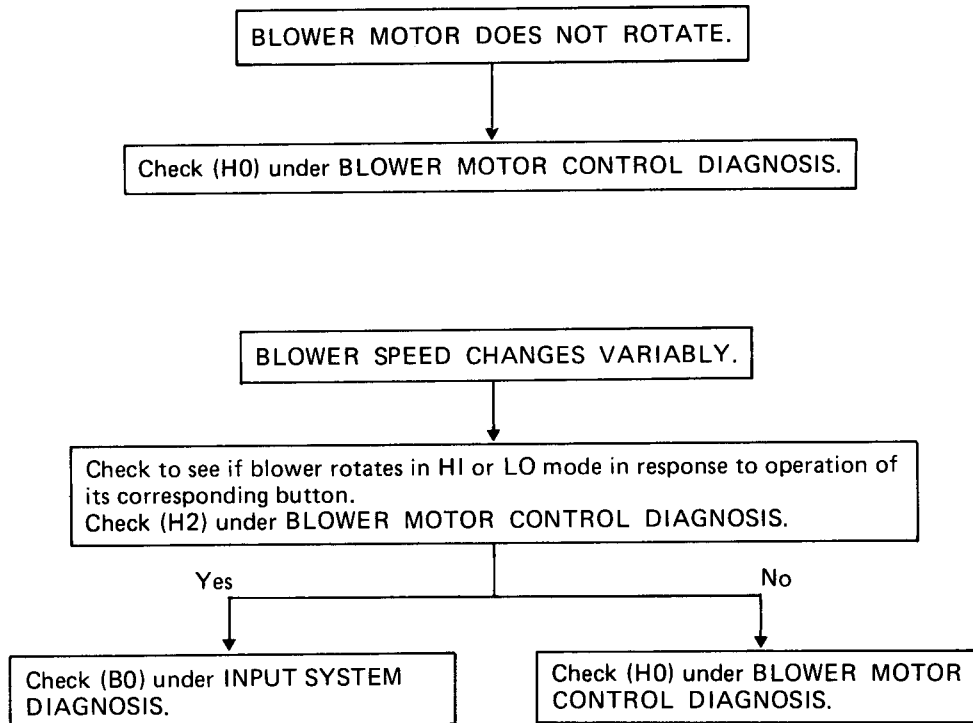 BLOWER MOTOR DOES NOT ROTATE.
Check (H0) under BLOWER MOTOR CONTROL DIAGNOSIS.
BLOWER SPEED CHANGES VARIABLY.
Check to see if blower rotates in HI or LO mode in response to operation of
its corresponding button.
Check (H2) under BLOWER MOTOR CONTROL DIAGNOSIS.
Yes
No
Check (B0) under INPUT SYSTEM
DIAGNOSIS.
Check (H0) under BLOWER MOTOR
CONTROL DIAGNOSIS.